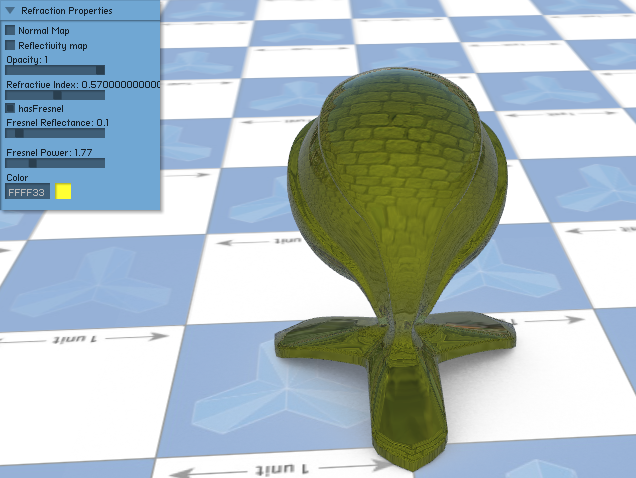 Refraction Properties
Normal Map
Reflectivity map
Opacity: 1
Refractive Index: 0.570000000000
hasFresnel
Fresnel Reflectance: 0.1
Fresnel Power: 1.77
Color
FFFF33
1 unit
1 unit
1 unit